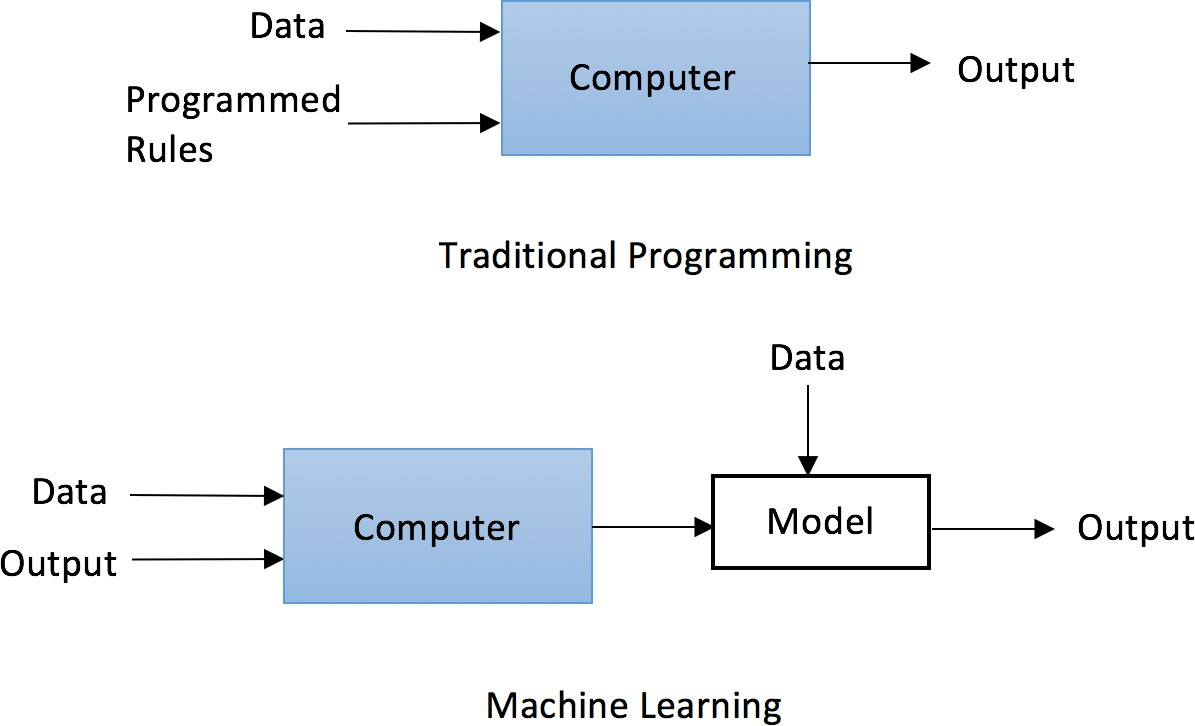 Data
Programmed
Rules
Computer
Output
Traditional Programming
Data
Data
Output
Computer
Model
Output
Machine Learning